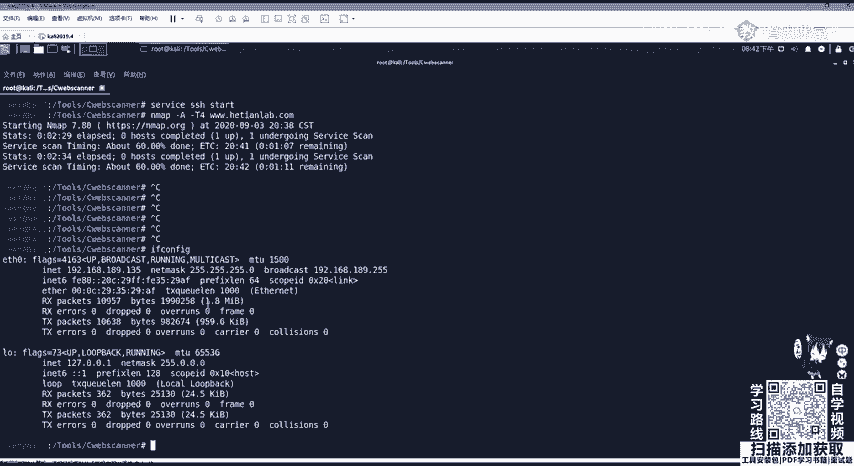 文件(F) 编辑(E) 查看(V) 虚拟机(M) 选项卡(T) 帮助(H)
主页 kali2019.4
root@kali: /Tools/Cweb…
08:42下午
root@kali: /Tools/Cwebscanner
文件(F) 动作(A) 编辑(E) 查看(V) 帮助(H)
root@kali: /T…s/Cwebscanner
:/Tools/Cwebscanner# service ssh start
:/Tools/Cwebscanner# nmap -A -T4 www.hetianlab.com
Starting Nmap 7.80 ( https://nmap.org ) at 2020-09-03 20:38 CST
Stats: 0:02:29 elapsed; 0 hosts completed (1 up), 1 undergoing Service Scan
Service scan Timing: About 60.00% done; ETC: 20:41 (0:01:07 remaining)
Stats: 0:02:34 elapsed; 0 hosts completed (1 up), 1 undergoing Service Scan
Service scan Timing: About 60.00% done; ETC: 20:42 (0:01:11 remaining)
:/Tools/Cwebscanner# ^C
:/Tools/Cwebscanner# ^C
:/Tools/Cwebscanner# ^C
:/Tools/Cwebscanner# ^C
:/Tools/Cwebscanner# ^C
:/Tools/Cwebscanner# ^C
:/Tools/Cwebscanner# ifconfig
eth0: flags=4163<UP,BROADCAST,RUNNING,MULTICAST> mtu 1500
inet 192.168.189.135 netmask 255.255.255.0 broadcast 192.168.189.255
inet6 fe80::20c:29ff:fe35:29af prefixlen 64 scopeid 0x20<link>
ether 00:0c:29:35:29:af txqueuelen 1000 (Ethernet)
RX packets 10957 bytes 1990258 (1.8 MiB)
RX errors 0 dropped 0 overruns 0 frame 0
TX packets 10638 bytes 982674 (959.6 KiB)
TX errors 0 dropped 0 overruns 0 carrier 0 collisions 0
lo: flags=73<UP,LOOPBACK,RUNNING> mtu 65536
inet 127.0.0.1 netmask 255.0.0.0
inet6 ::1 prefixlen 128 scopeid 0x10<host>
loop txqueuelen 1000 (Local Loopback)
RX packets 362 bytes 25130 (24.5 KiB)
RX errors 0 dropped 0 overruns 0 frame 0
TX packets 362 bytes 25130 (24.5 KiB)
TX errors 0 dropped 0 overruns 0 carrier 0 collisions 0
:/Tools/Cwebscanner#
学习路线
自学视频
扫描添加获取
工具安装包|PDF学习书籍|面试题